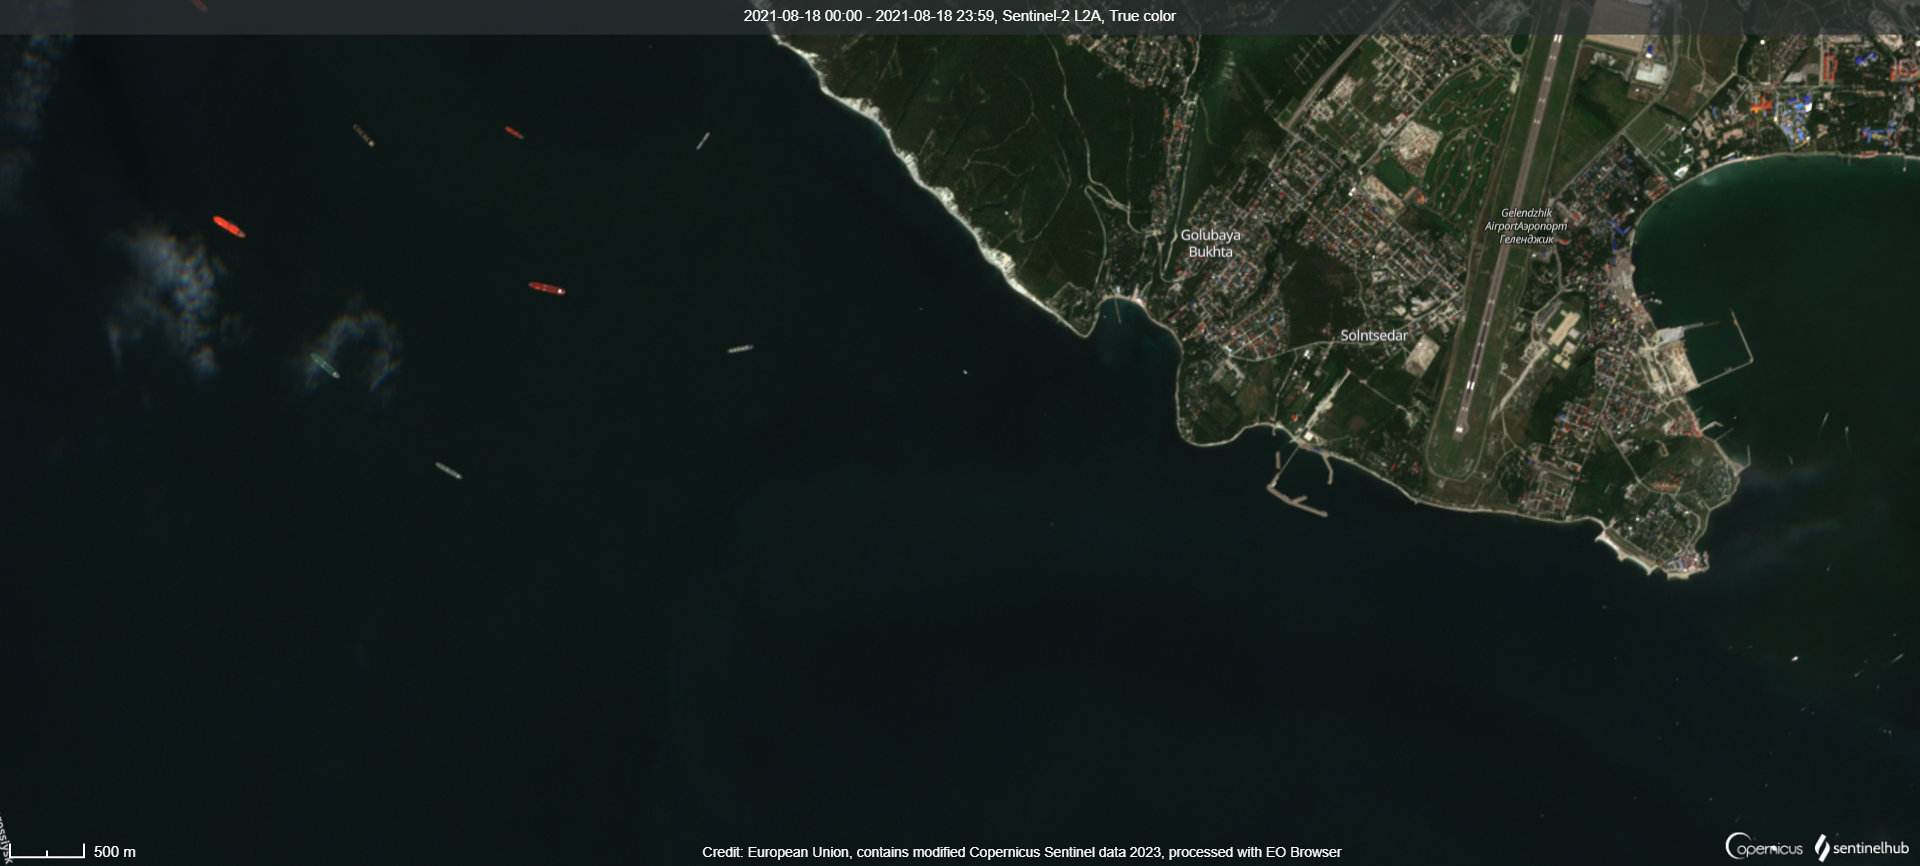 2021-08-18 00:00 - 2021-08-18 23:59, Sentinel-2 L2A, True color
Gelendzhik
AirportАэропорт
Геленджик
Golubaya
Bukhta
Solntsedar
500 m
Credit: European Union, contains modified Copernicus Sentinel data 2023, processed with EO Browser
Copernicus
sentinelhub